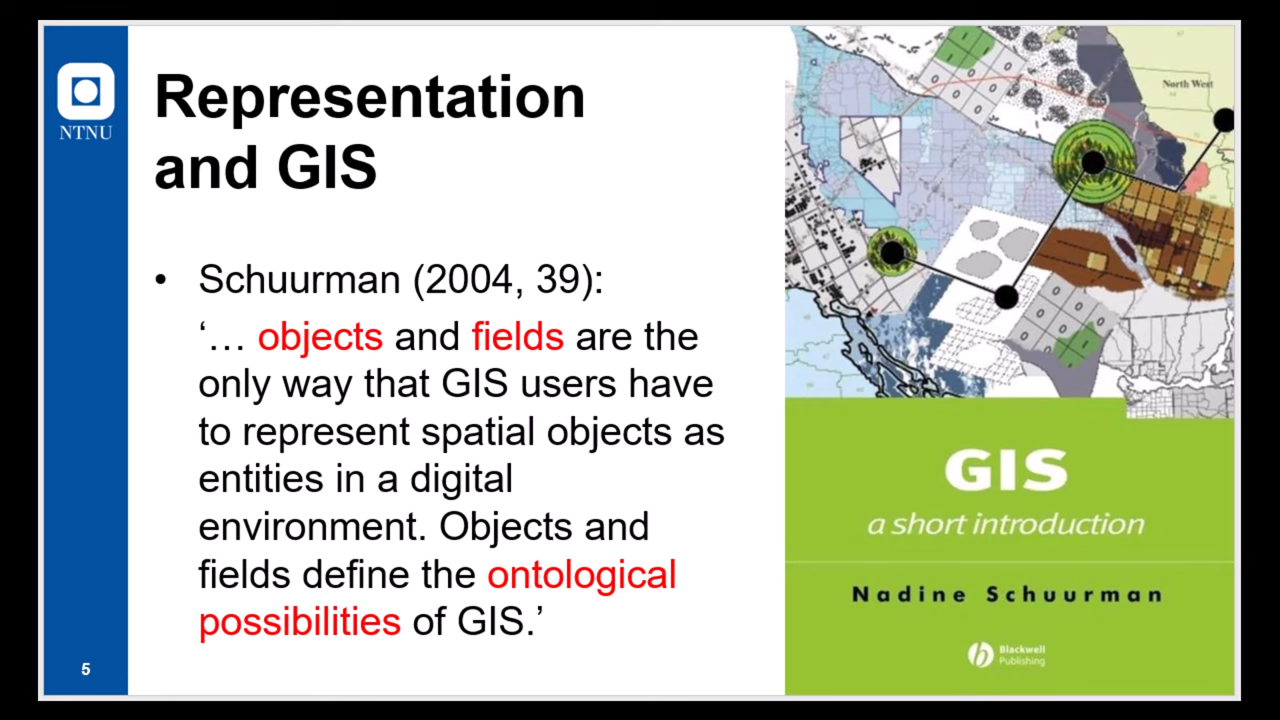 NTNU
Representation
and GIS
• Schuurman (2004, 39):
‘… objects and fields are the
only way that GIS users have
to represent spatial objects as
entities in a digital
environment. Objects and
fields define the ontological
possibilities of GIS.’
5
North West
GIS
a short introduction
Nadine Schuurman
Blackwell
Publishing